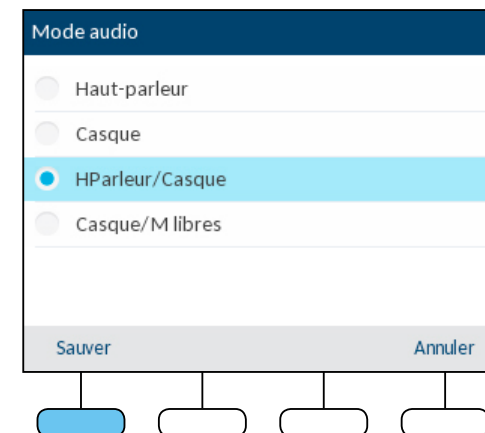 Mode audio
Haut-parleur
Casque
HParleur/Casque
Casque/M libres
Sauver Annuler